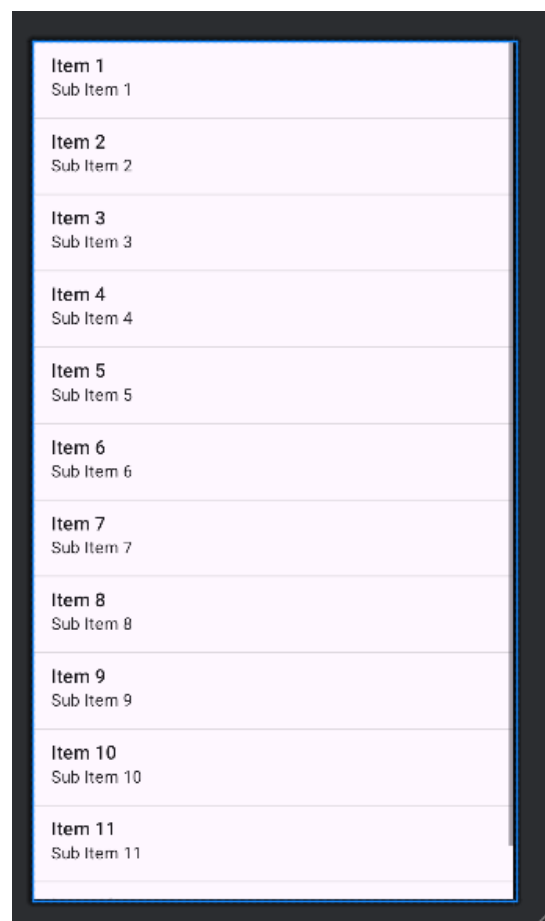 Item 1
Sub Item 1
Item 2
Sub Item 2
Item 3
Sub Item 3
Item 4
Sub Item 4
Item 5
Sub Item 5
Item 6
Sub Item 6
Item 7
Sub Item 7
Item 8
Sub Item 8
Item 9
Sub Item 9
Item 10
Sub Item 10
Item 11
Sub Item 11